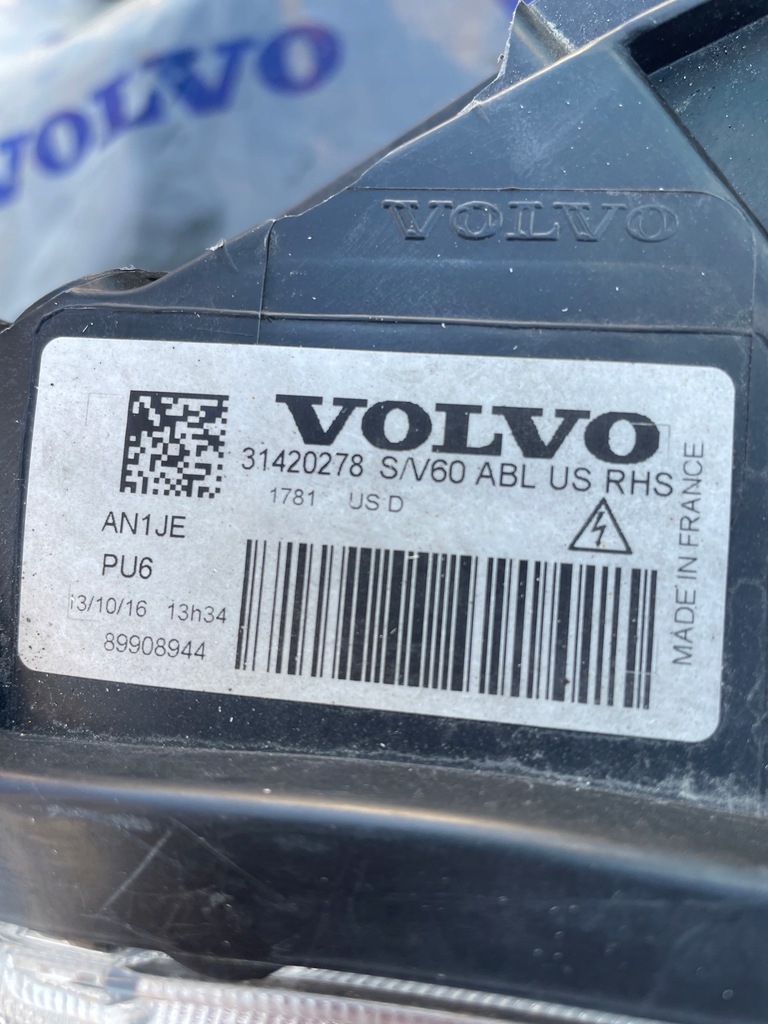 VOLVO
VOLVO
VOLVO
31420278 S/V60 ABL US RHS
1781 US D
AN1JE
PU6
13/10/16 13h34
89908944
MADE IN FRANCE